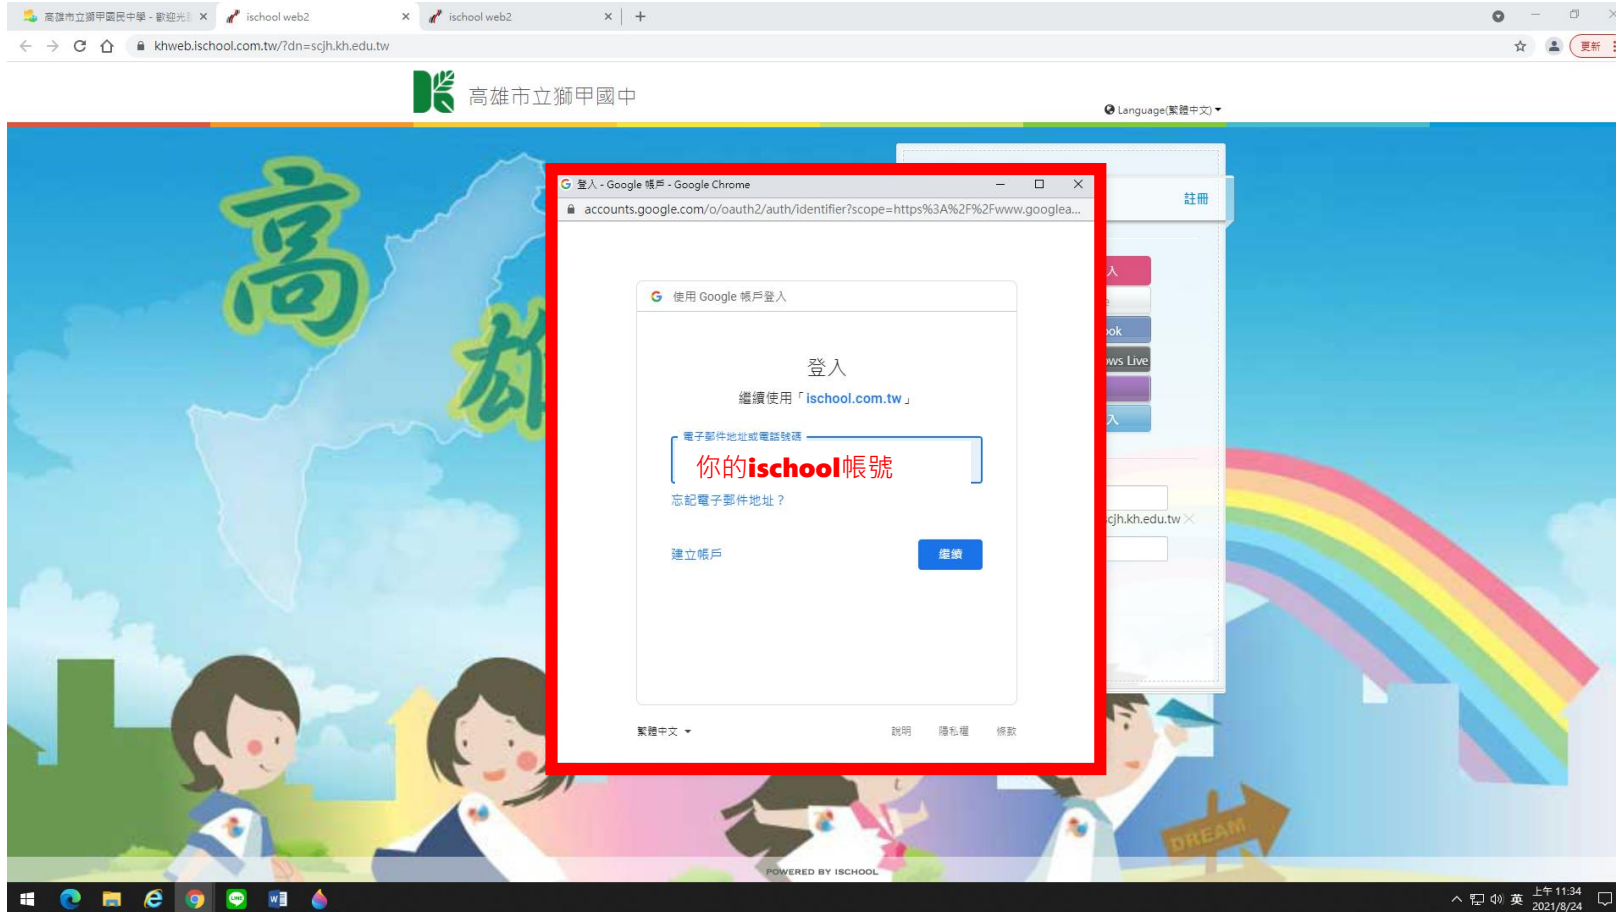 高雄市立獅甲國民中學 - 歡迎光
ischool web2
ischool web2
khweb.ischool.com.tw/?dn=scjh.kh.edu.tw
更新
高雄市立獅甲國中
Language(繁體中文)
高
雄
登入 - Google 帳戶 - Google Chrome
accounts.google.com/o/oauth2/auth/identifier?scope=https%3A%2F%2Fwww.googlea...
註冊
入
使用 Google 帳戶登入
e
ook
登入
ows Live
繼續使用「ischool.com.tw」
入
電子郵件地址或電話號碼
你的ischool帳號
忘記電子郵件地址？
scjh.kh.edu.tw
建立帳戶
繼續
繁體中文
說明
隱私權
條款
DREAM
POWERED BY ISCHOOL
英
上午 11:34
2021/8/24